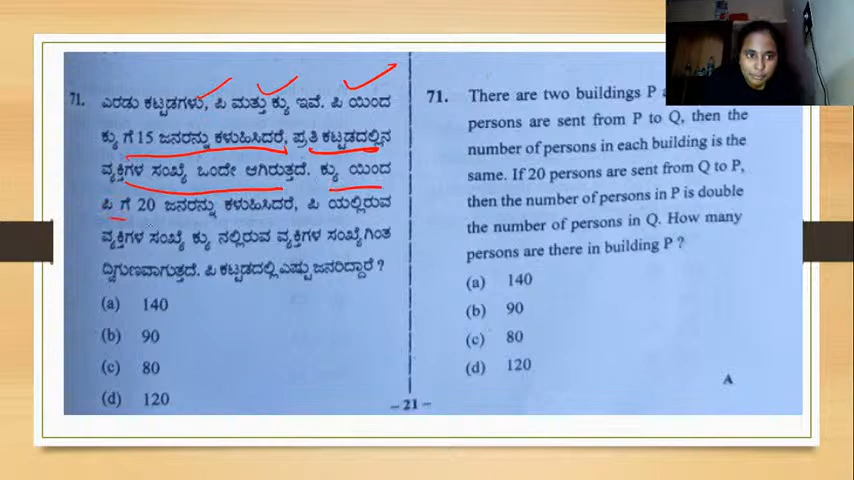 71. ಎರಡು ಕಟ್ಟಡಗಳು, ಪಿ ಮತ್ತು ಕ್ಯು ಇವೆ. ಪಿ ಯಿಂದ
ಕ್ಯು ಗೆ 15 ಜನರನ್ನು ಕಳುಹಿಸಿದರೆ, ಪ್ರತಿ ಕಟ್ಟಡದಲ್ಲಿನ
ವ್ಯಕ್ತಿಗಳ ಸಂಖ್ಯೆ ಒಂದೇ ಆಗಿರುತ್ತದೆ. ಕ್ಯು ಯಿಂದ
ಪಿ ಗೆ 20 ಜನರನ್ನು ಕಳುಹಿಸಿದರೆ, ಪಿ ಯಲ್ಲಿರುವ
ವ್ಯಕ್ತಿಗಳ ಸಂಖ್ಯೆ ಕ್ಯು ನಲ್ಲಿರುವ ವ್ಯಕ್ತಿಗಳ ಸಂಖ್ಯೆಗಿಂತ
ದ್ವಿಗುಣವಾಗುತ್ತದೆ. ಪಿ ಕಟ್ಟಡದಲ್ಲಿ ಎಷ್ಟು ಜನರಿದ್ದಾರೆ ?
(a) 140
(b) 90
(c) 80
(d) 120
71. There are two buildings P
persons are sent from P to Q, then the
number of persons in each building is the
same. If 20 persons are sent from Q to P,
then the number of persons in P is double
the number of persons in Q. How many
persons are there in building P ?
(a) 140
(b) 90
(c) 80
(d) 120
A
– 21 –